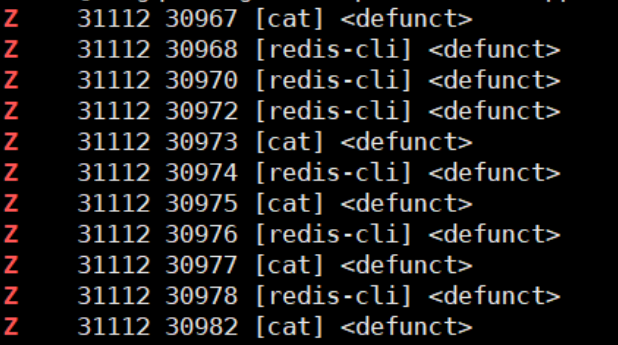 Z 31112 30967 [cat] <defunct>
Z 31112 30968 [redis-cli] <defunct>
Z 31112 30970 [redis-cli] <defunct>
Z 31112 30972 [redis-cli] <defunct>
Z 31112 30973 [cat] <defunct>
Z 31112 30974 [redis-cli] <defunct>
Z 31112 30975 [cat] <defunct>
Z 31112 30976 [redis-cli] <defunct>
Z 31112 30977 [cat] <defunct>
Z 31112 30978 [redis-cli] <defunct>
Z 31112 30982 [cat] <defunct>